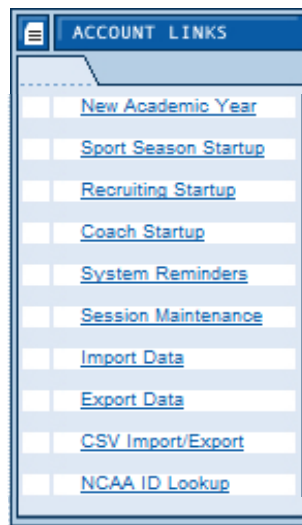 ACCOUNT LINKS
New Academic Year
Sport Season Startup
Recruiting Startup
Coach Startup
System Reminders
Session Maintenance
Import Data
Export Data
CSV Import/Export
NCAA ID Lookup